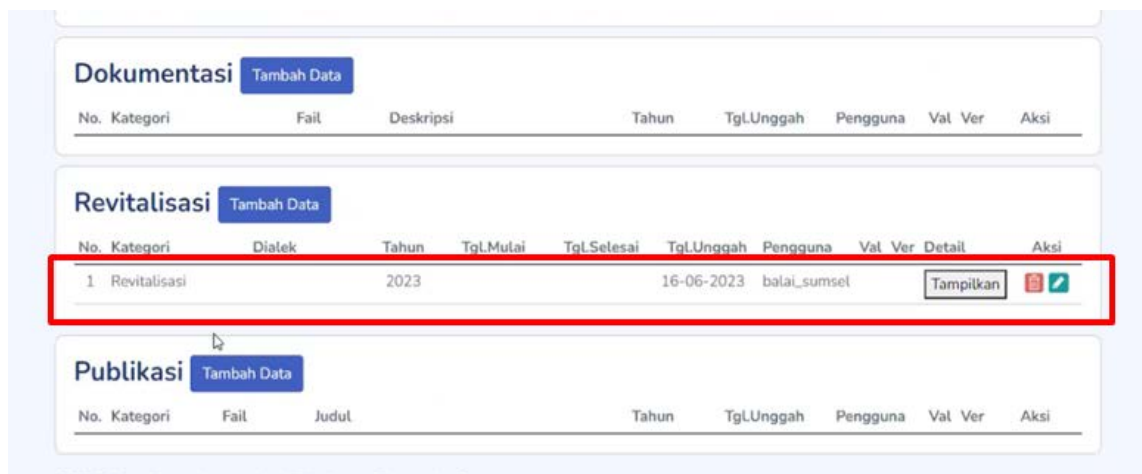 Dokumentasi Tambah Data
No. Kategori Fail Deskripsi Tahun Tgl.Unggah Pengguna Val Ver Aksi
Revitalisasi Tambah Data
No. Kategori Dialek Tahun Tgl.Mulai Tgl.Selesai Tgl.Unggah Pengguna Val Ver Detail Aksi
1 Revitalisasi 2023 16-06-2023 balai_sumsel Tampilkan
Publikasi Tambah Data
No. Kategori Fail Judul Tahun Tgl.Unggah Pengguna Val Ver Aksi